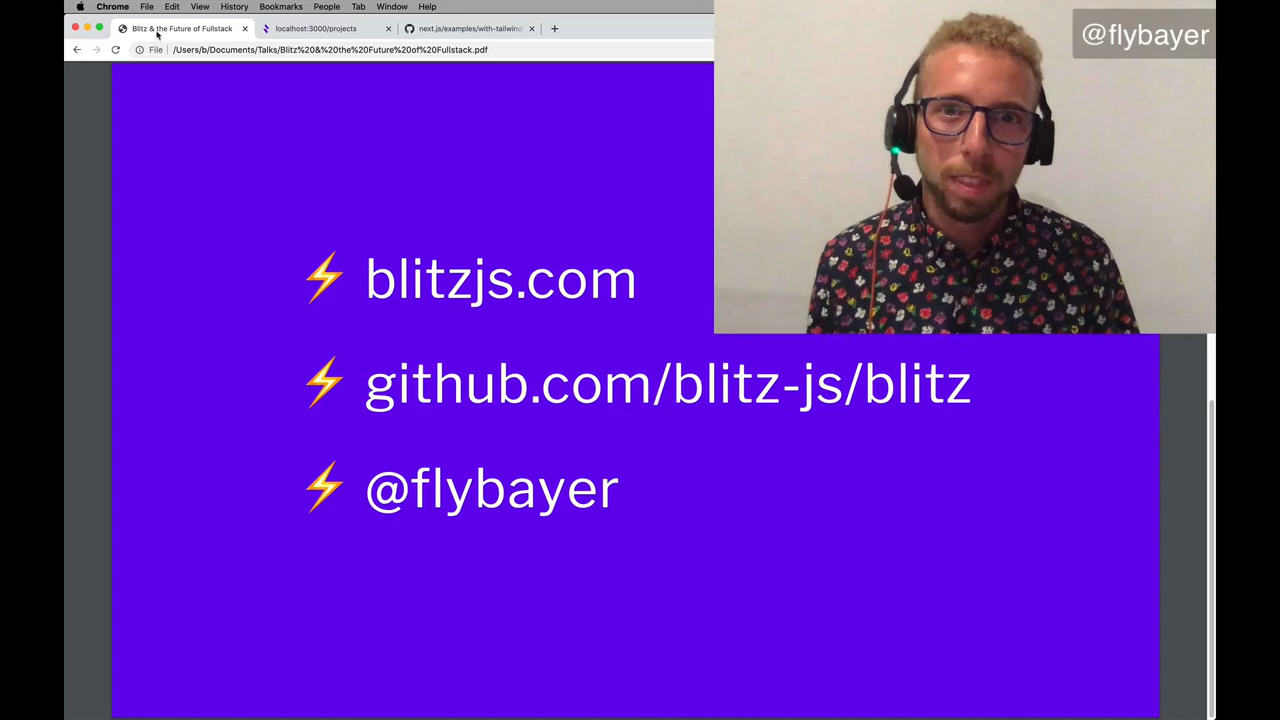 Chrome File Edit View History Bookmarks People Tab Window Help
Blitz & the Future of Fullstack localhost:3000/projects next.js/examples/with-tailwind
File /Users/b/Documents/Talks/Blitz%20&%20the%20Future%20of%20Fullstack.pdf
@flybayer
⚡ blitzjs.com
⚡ github.com/blitz-js/blitz
⚡ @flybayer